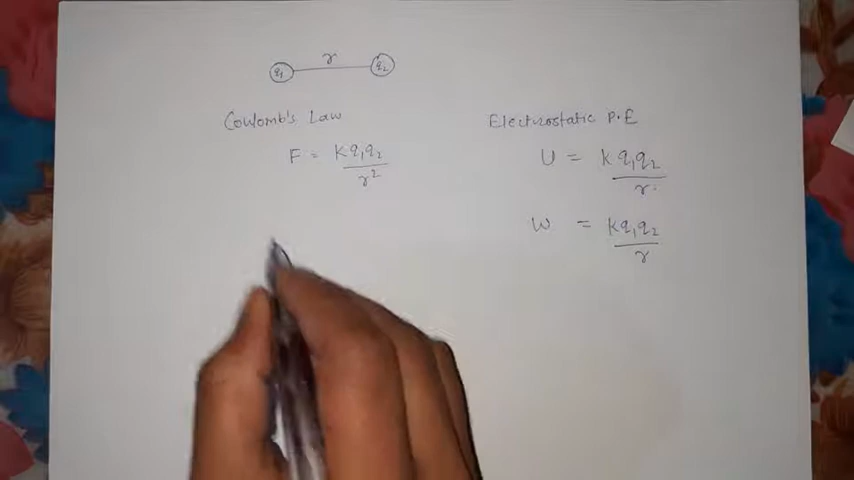 r
q₁ q₂
Coulomb's Law
F = Kq₁q₂ / r²
Electrostatic P.E
U = Kq₁q₂ / r
W = Kq₁q₂ / r